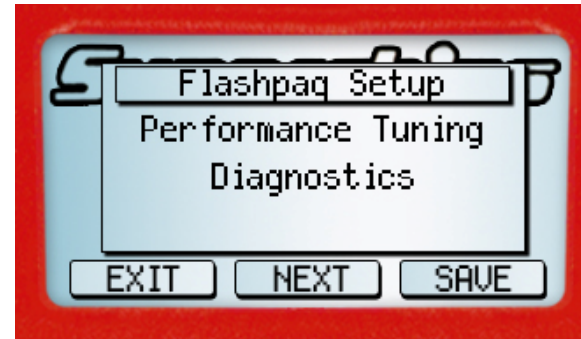 Flashpaq Setup
Performance Tuning
Diagnostics
EXIT NEXT SAVE